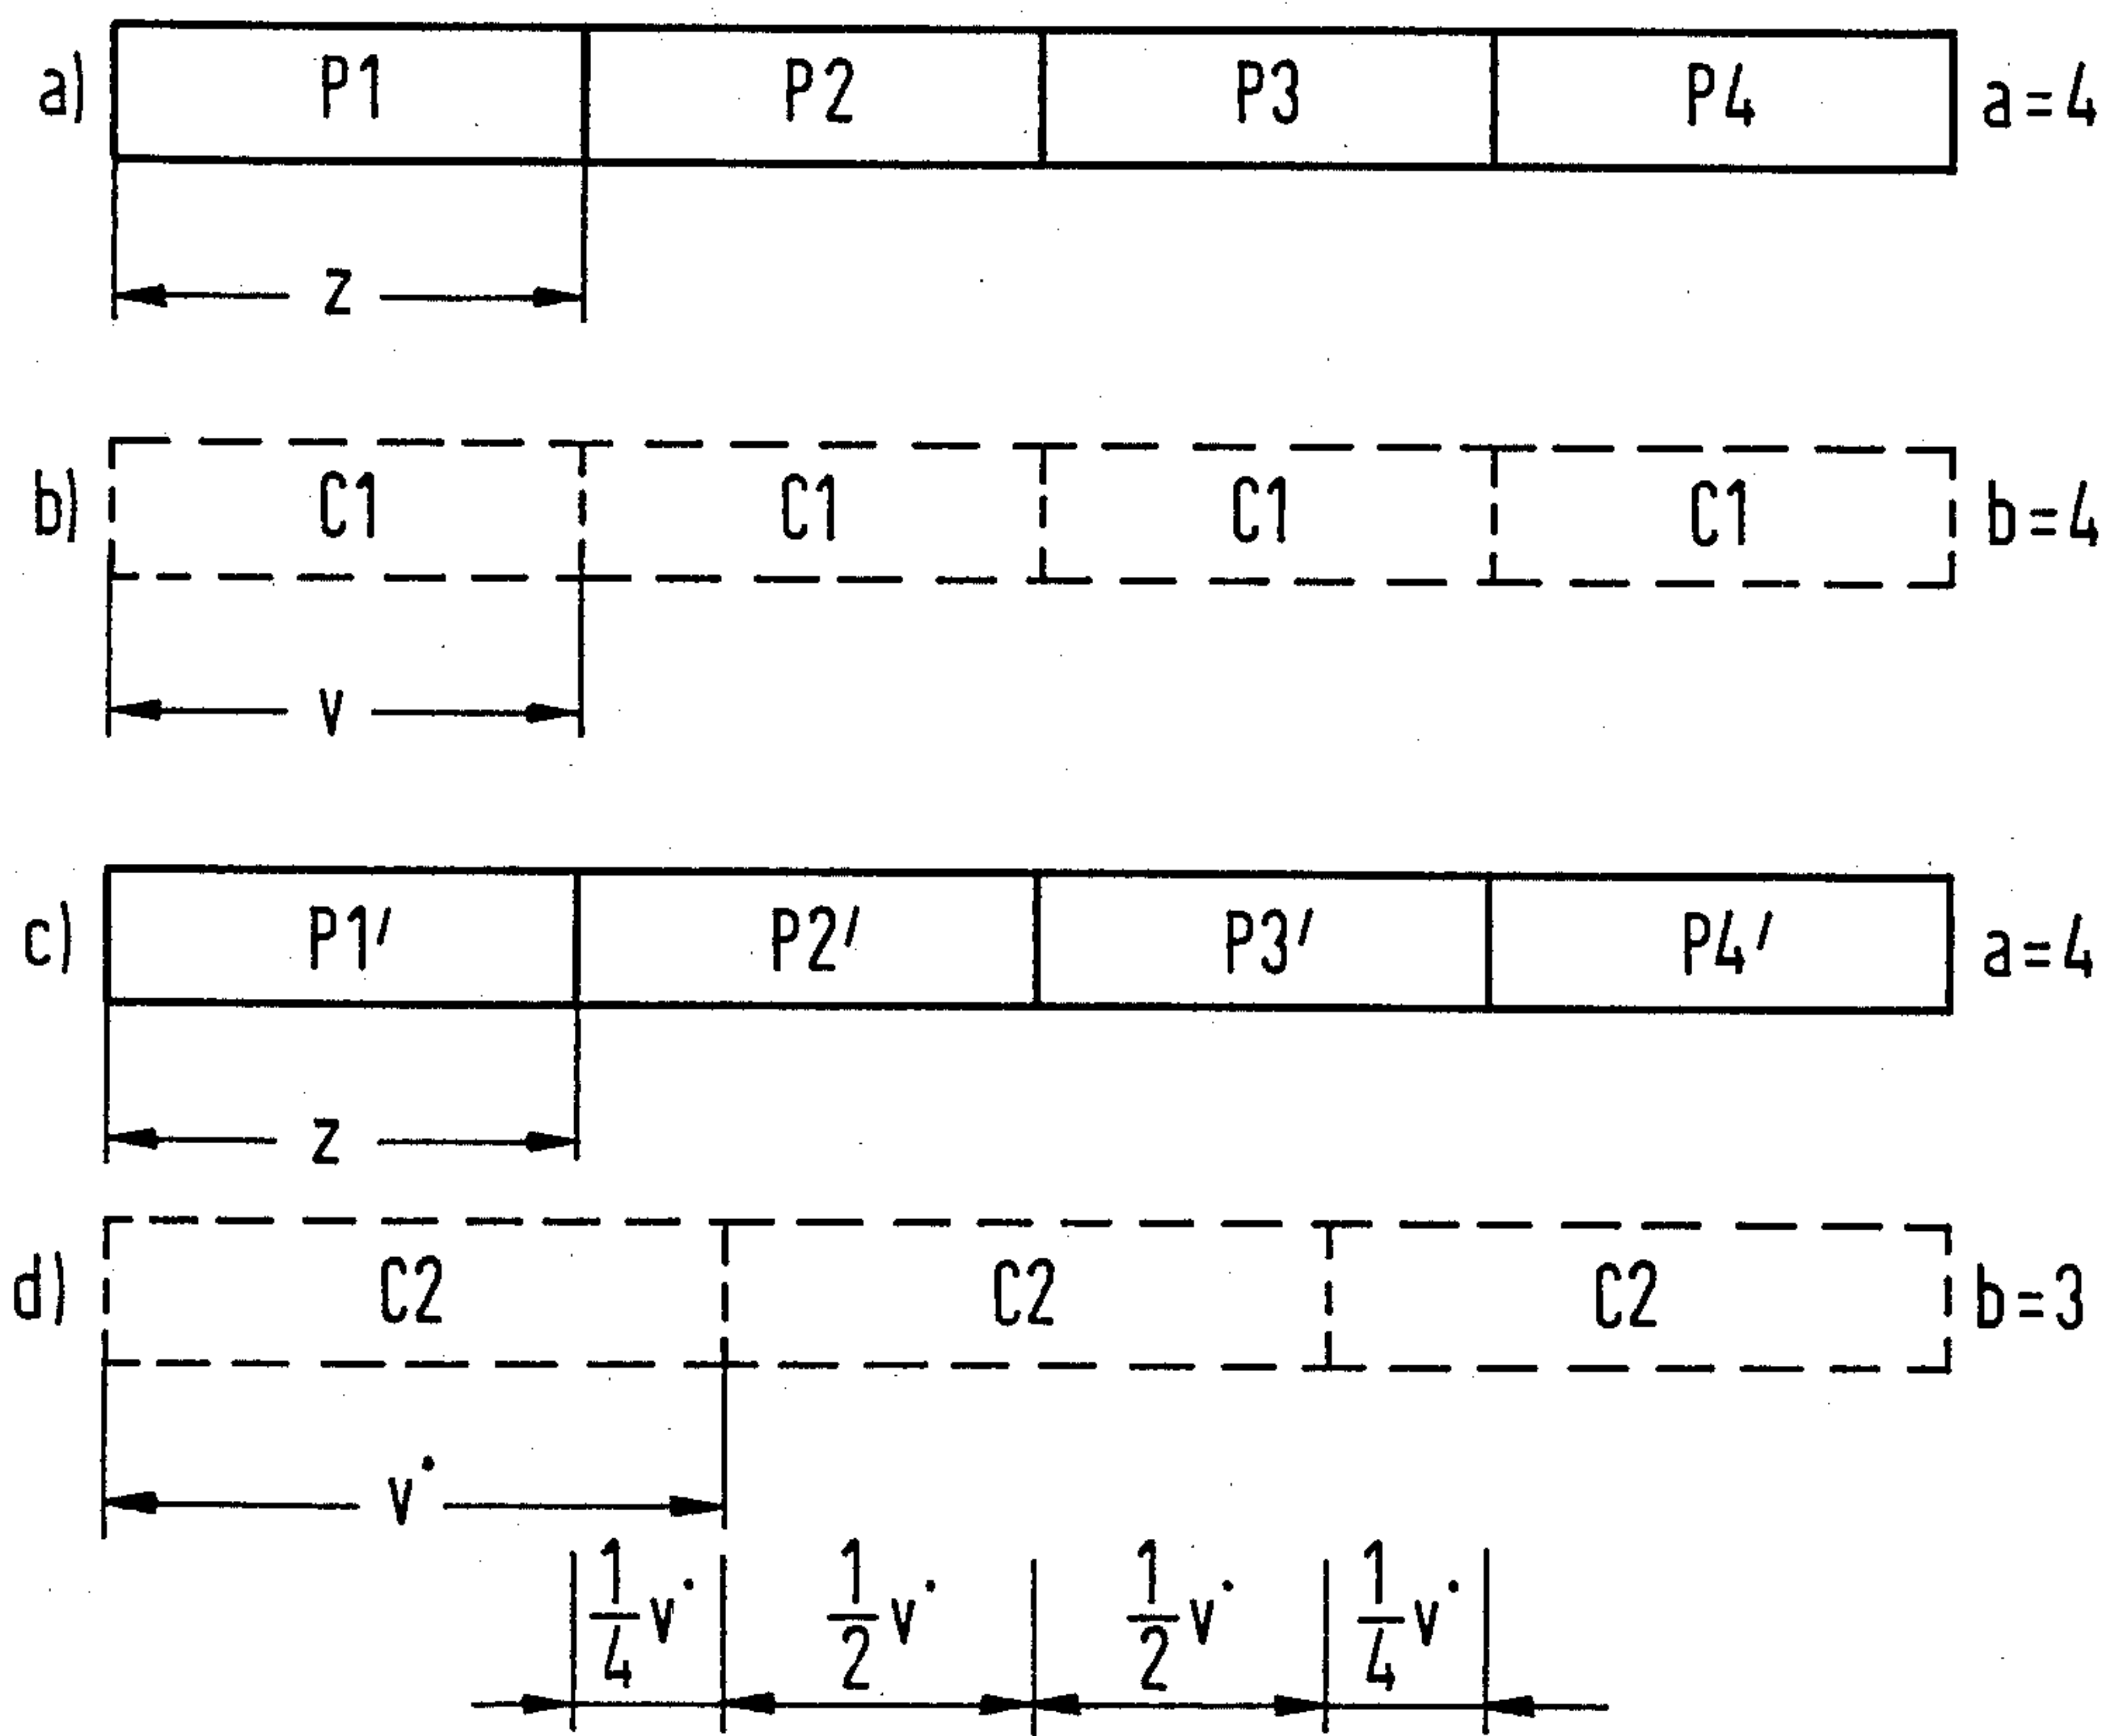 a) P1 P2 P3 P4 a=4
z
b) C1 C1 C1 C1 b=4
v
c) P1' P2' P3' P4' a=4
z
d) C2 C2 C2 b=3
v˙
1/4 v˙ 1/2 v˙ 1/2 v˙ 1/4 v˙